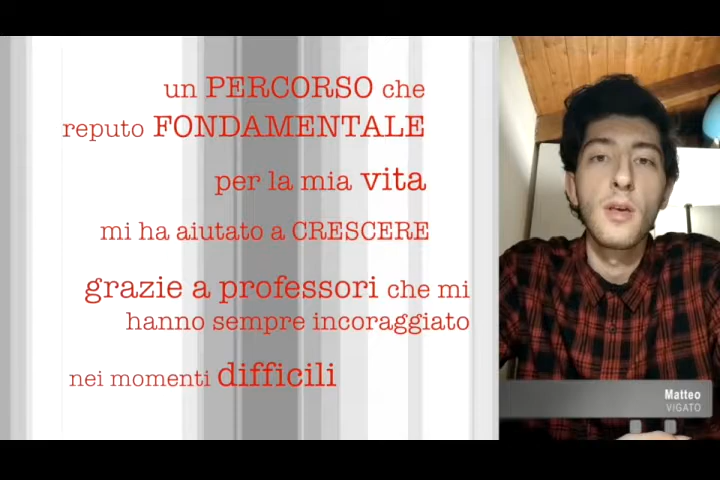 un PERCORSO che
reputo FONDAMENTALE
per la mia vita
mi ha aiutato a CRESCERE
grazie a professori che mi
hanno sempre incoraggiato
nei momenti difficili
Matteo
VIGATO